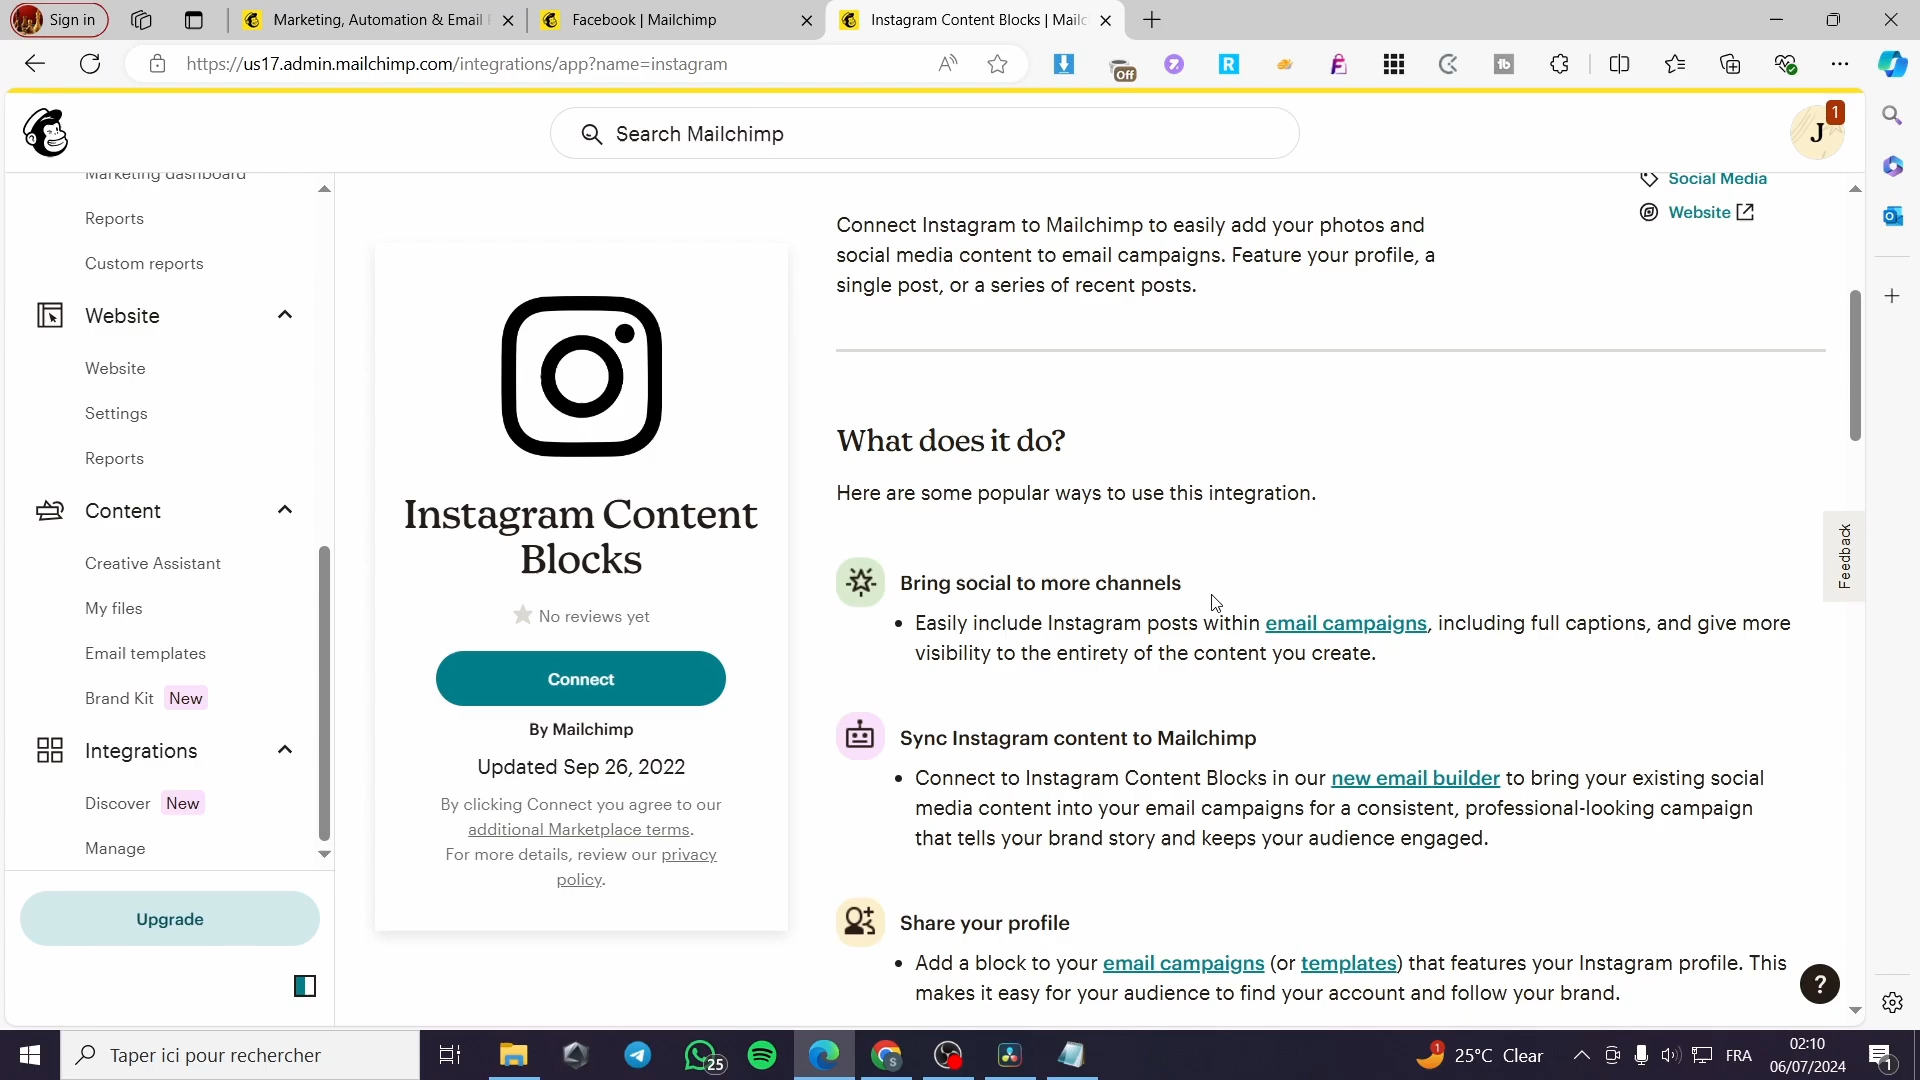 Sign in
Marketing, Automation & Email
Facebook | Mailchimp
Instagram Content Blocks | Mailc
https://us17.admin.mailchimp.com/integrations/app?name=instagram
Off
R
tb
Search Mailchimp
J
1
Marketing dashboard
Reports
Custom reports
Website
Website
Settings
Reports
Content
Creative Assistant
My files
Email templates
Brand Kit New
Integrations
Discover New
Manage
Upgrade
Instagram Content
Blocks
No reviews yet
Connect
By Mailchimp
Updated Sep 26, 2022
By clicking Connect you agree to our
additional Marketplace terms.
For more details, review our privacy
policy.
Social Media
Website
Connect Instagram to Mailchimp to easily add your photos and
social media content to email campaigns. Feature your profile, a
single post, or a series of recent posts.
What does it do?
Here are some popular ways to use this integration.
Bring social to more channels
• Easily include Instagram posts within email campaigns, including full captions, and give more
visibility to the entirety of the content you create.
Sync Instagram content to Mailchimp
• Connect to Instagram Content Blocks in our new email builder to bring your existing social
media content into your email campaigns for a consistent, professional-looking campaign
that tells your brand story and keeps your audience engaged.
Share your profile
• Add a block to your email campaigns (or templates) that features your Instagram profile. This
makes it easy for your audience to find your account and follow your brand.
Feedback
?
Taper ici pour rechercher
25
S
1
25°C Clear
FRA
02:10
06/07/2024
1